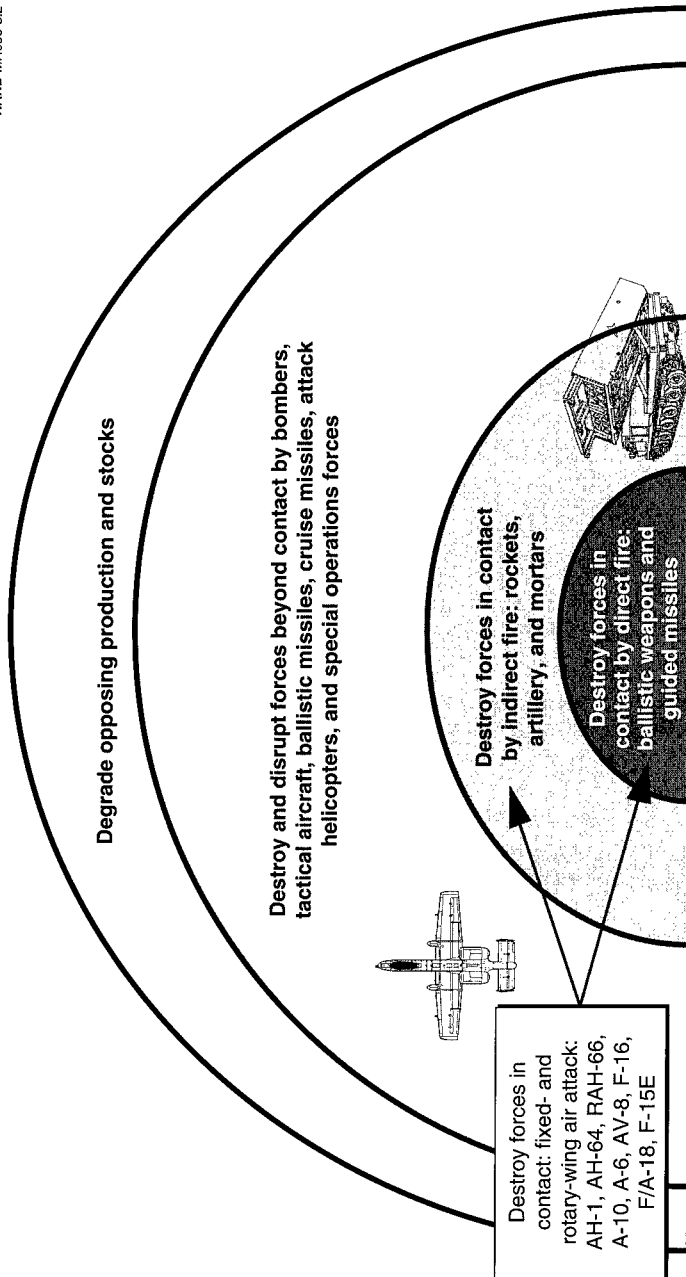 Degrade opposing production and stocks
Destroy and disrupt forces beyond contact by bombers,
tactical aircraft, ballistic missiles, cruise missiles, attack
helicopters, and special operations forces
Destroy forces in contact
by indirect fire: rockets,
artillery, and mortars
Destroy forces in
contact by direct fire:
ballistic weapons and
guided missiles
Destroy forces in
contact: fixed- and
rotary-wing air attack:
AH-1, AH-64, RAH-66,
A-10, A-6, AV-8, F-16,
F/A-18, F-15E